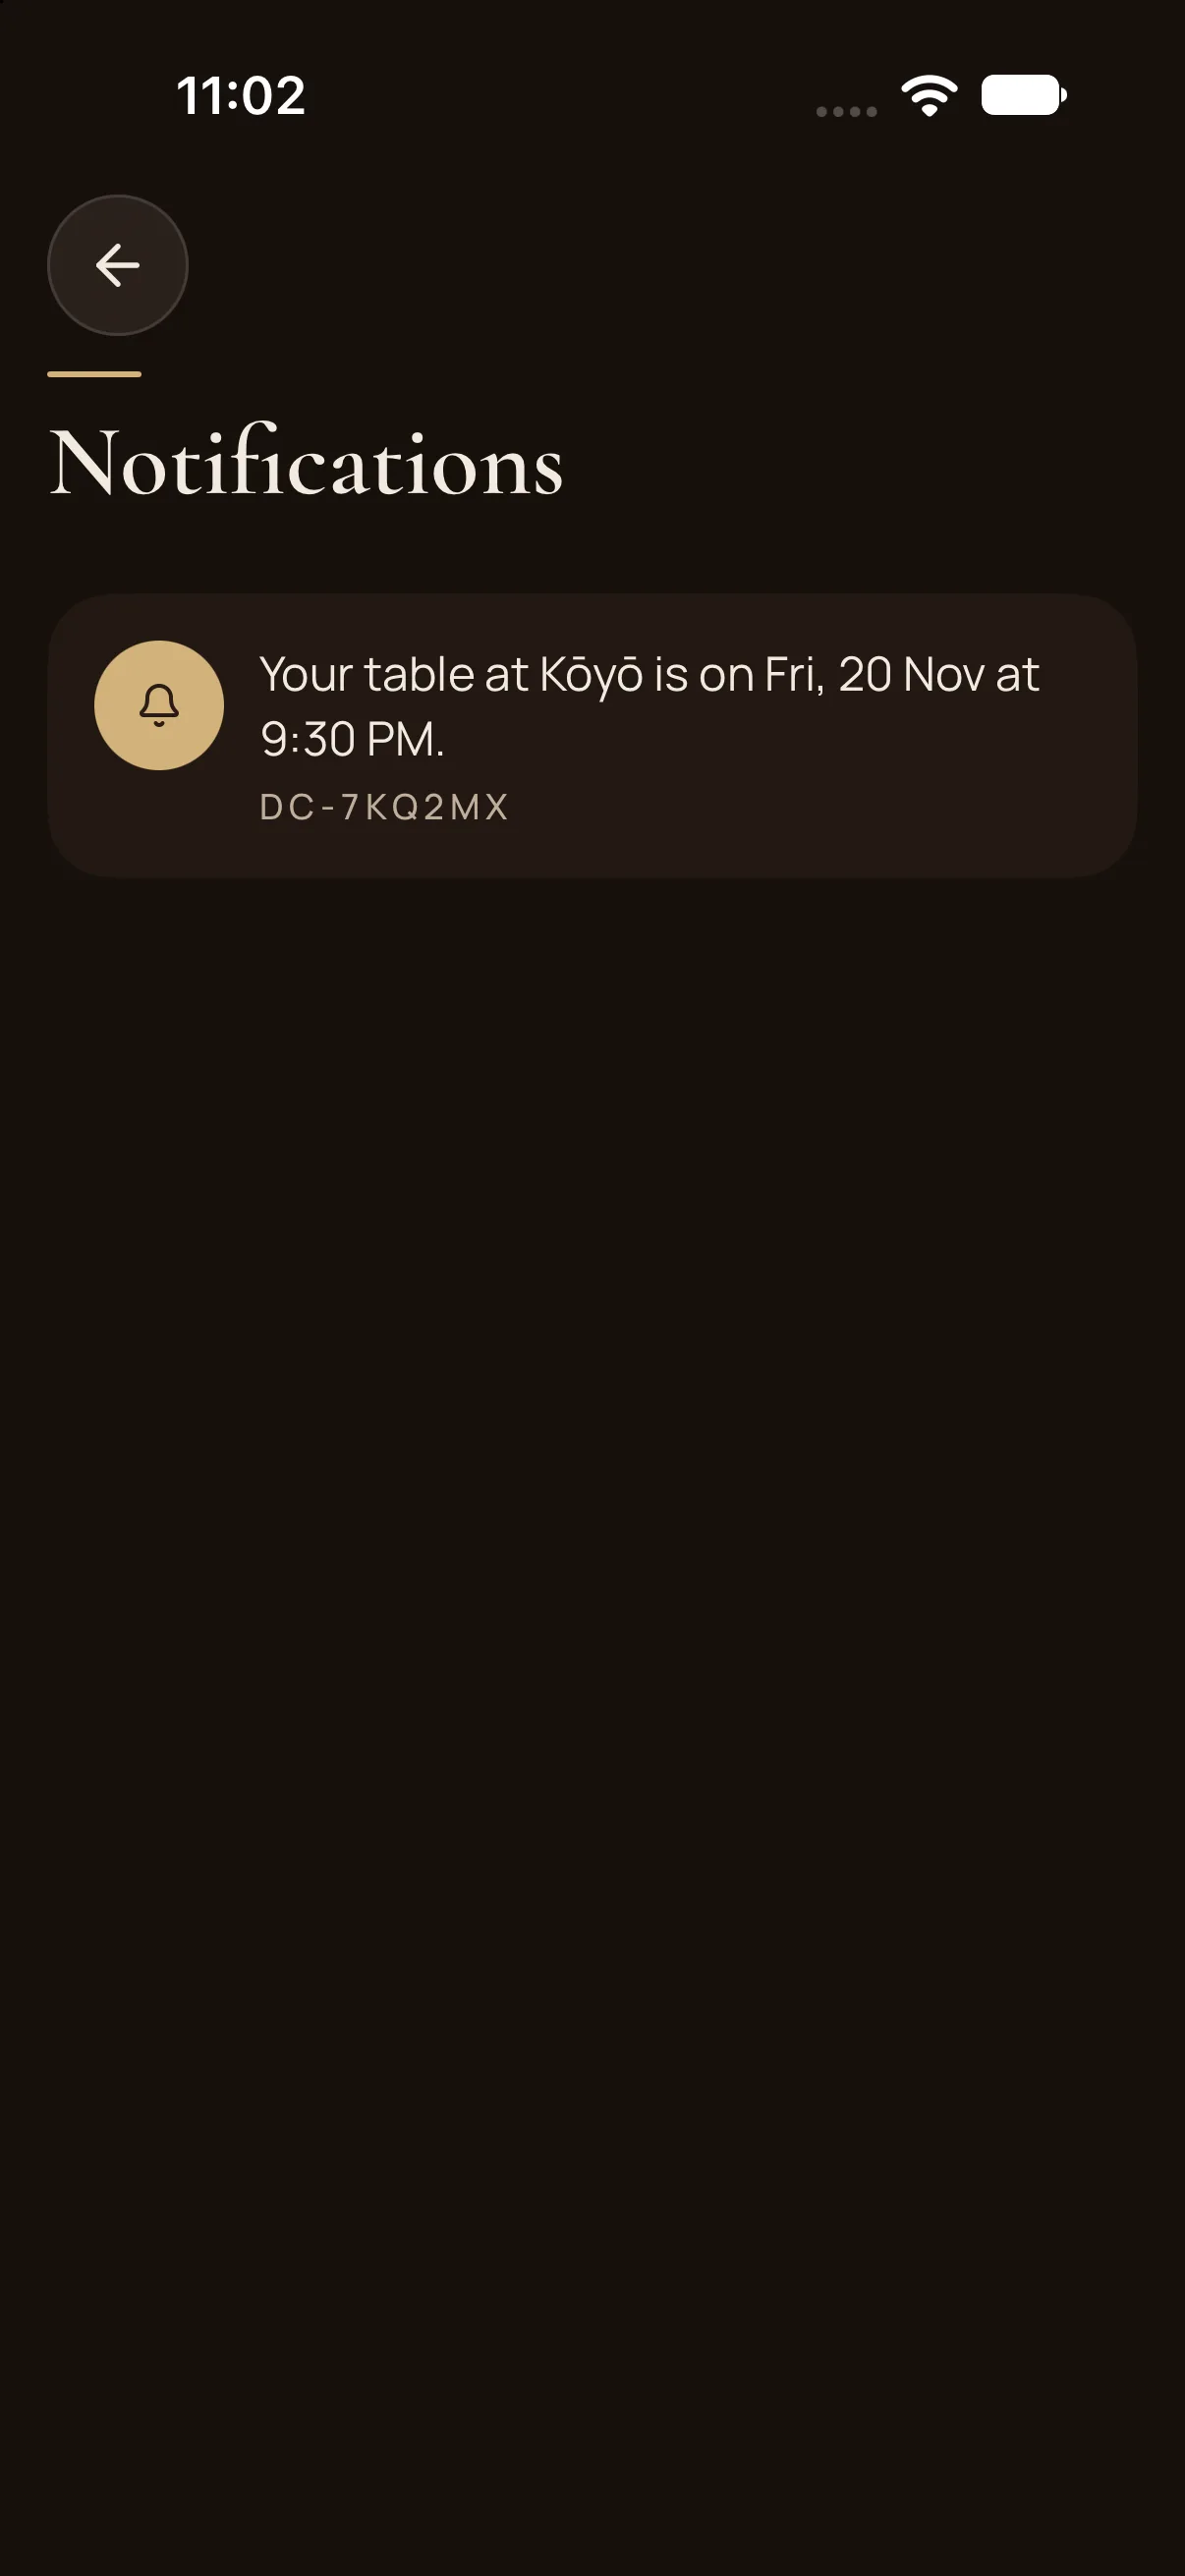 11:02
Notifications
Your table at Kōyō is on Fri, 20 Nov at
9:30 PM.
DC-7KQ2MX